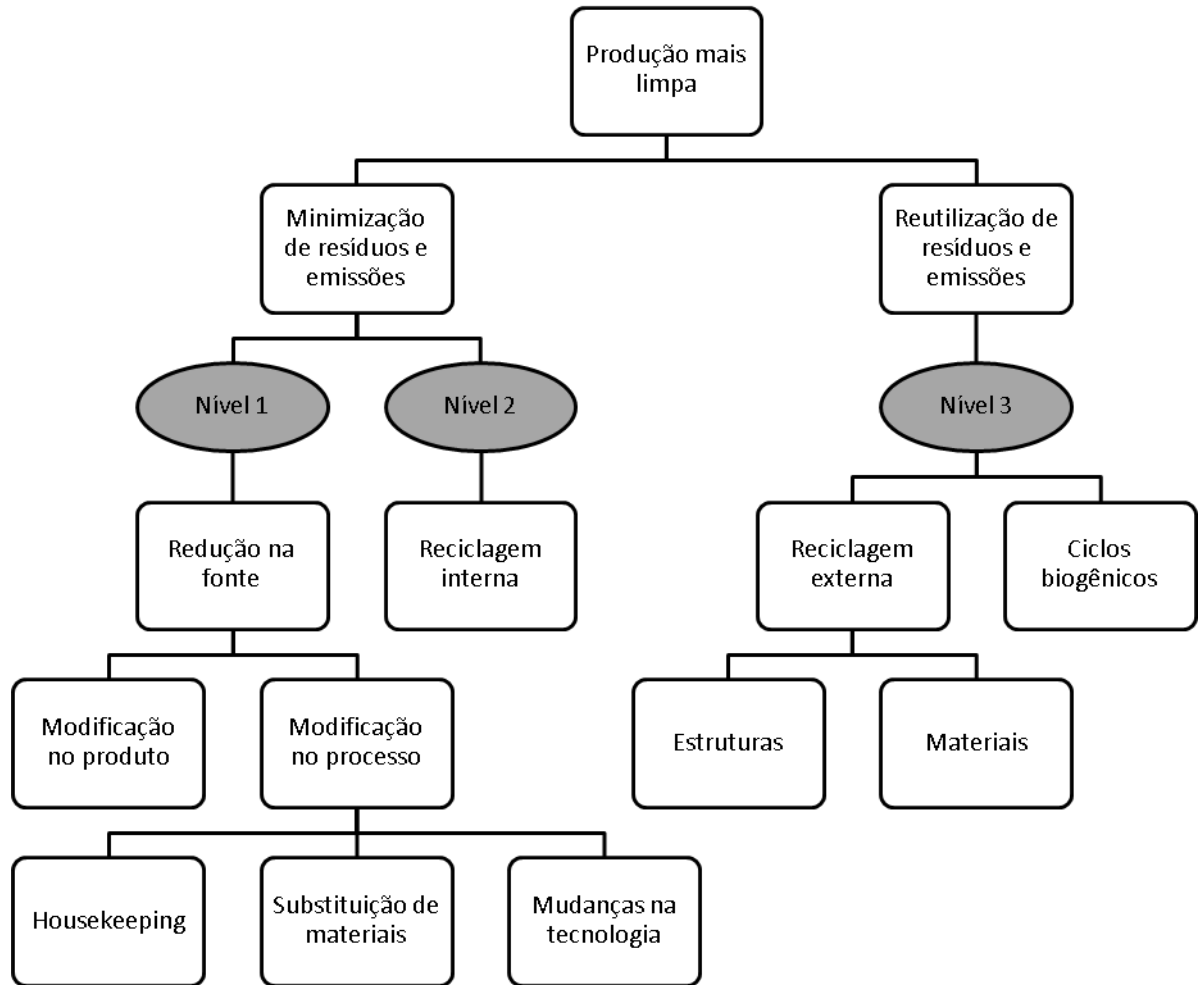 Produção mais
limpa
Minimização
de resíduos e
emissões
Reutilização de
resíduos e
emissões
Nível 1
Nível 2
Nível 3
Redução na
fonte
Reciclagem
interna
Reciclagem
externa
Ciclos
biogênicos
Modificação
no produto
Modificação
no processo
Estruturas
Materiais
Housekeeping
Substituição de
materiais
Mudanças na
tecnologia